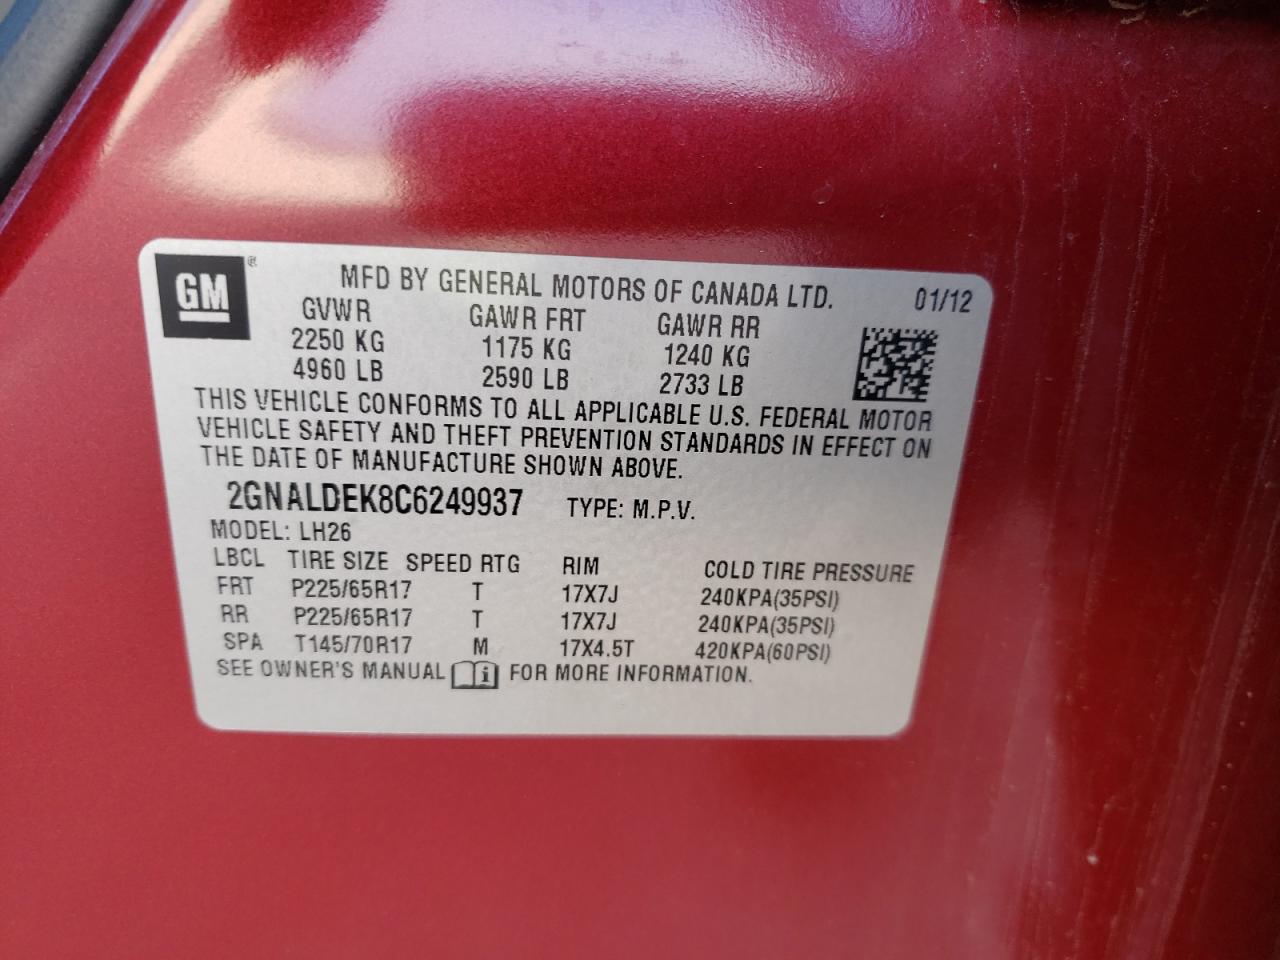 GM®
MFD BY GENERAL MOTORS OF CANADA LTD. 01/12
GVWR GAWR FRT GAWR RR
2250 KG 1175 KG 1240 KG
4960 LB 2590 LB 2733 LB
THIS VEHICLE CONFORMS TO ALL APPLICABLE U.S. FEDERAL MOTOR
VEHICLE SAFETY AND THEFT PREVENTION STANDARDS IN EFFECT ON
THE DATE OF MANUFACTURE SHOWN ABOVE.
2GNALDEK8C6249937 TYPE: M.P.V.
MODEL: LH26
LBCL TIRE SIZE SPEED RTG RIM COLD TIRE PRESSURE
FRT P225/65R17 T 17X7J 240KPA(35PSI)
RR P225/65R17 T 17X7J 240KPA(35PSI)
SPA T145/70R17 M 17X4.5T 420KPA(60PSI)
SEE OWNER'S MANUAL i FOR MORE INFORMATION.